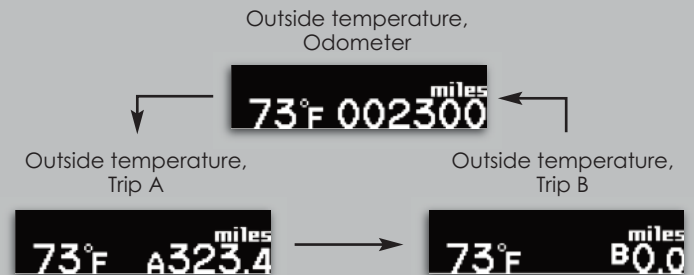 Outside temperature,
Odometer
miles
73°F 002300
Outside temperature,
Trip A
Outside temperature,
Trip B
miles
73°F A323.4
miles
73°F B0.0